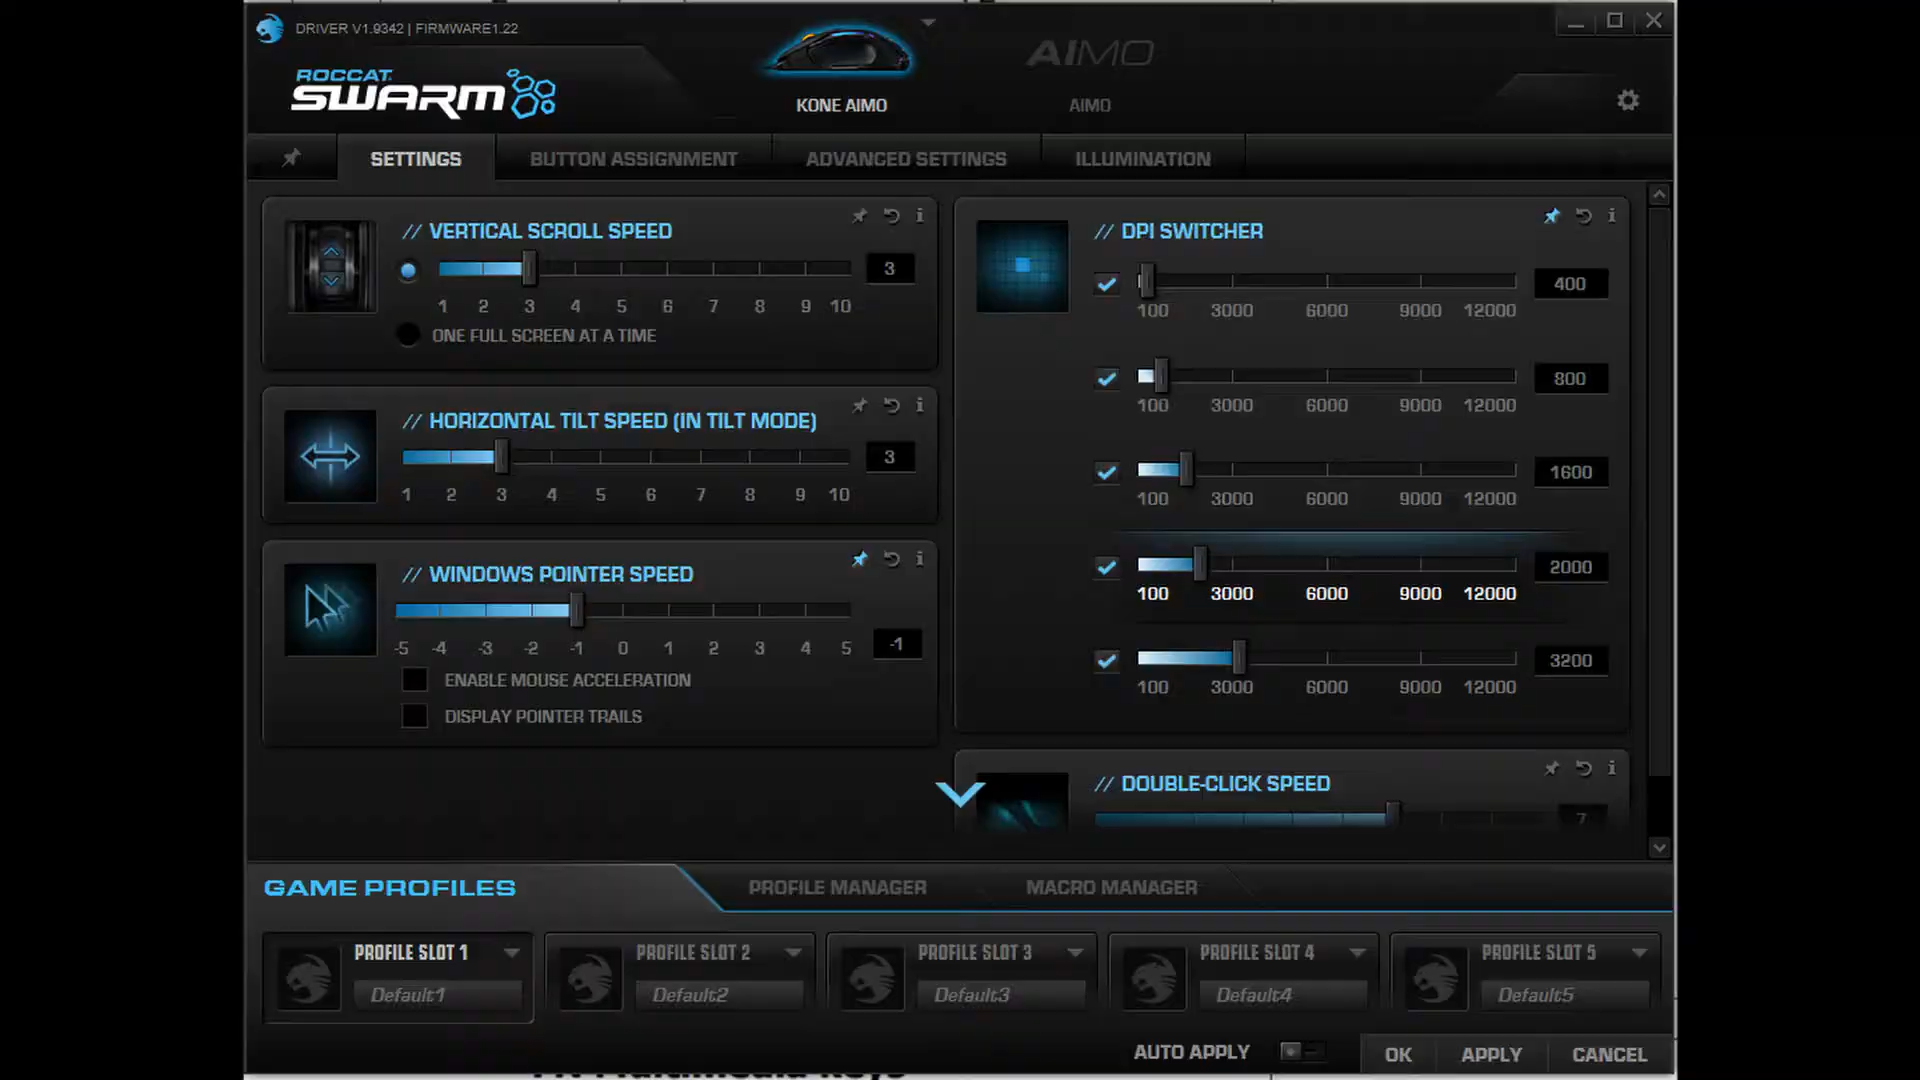 DRIVER V1.9342 | FIRMWARE1.22
ROCCAT
SWARM
KONE AIMO
AIMO
AIMO
SETTINGS
BUTTON ASSIGNMENT
ADVANCED SETTINGS
ILLUMINATION
// VERTICAL SCROLL SPEED
3
1 2 3 4 5 6 7 8 9 10
ONE FULL SCREEN AT A TIME
// HORIZONTAL TILT SPEED (IN TILT MODE)
3
1 2 3 4 5 6 7 8 9 10
// WINDOWS POINTER SPEED
-5 -4 -3 -2 -1 0 1 2 3 4 5
-1
ENABLE MOUSE ACCELERATION
DISPLAY POINTER TRAILS
// DPI SWITCHER
400
100 3000 6000 9000 12000
800
100 3000 6000 9000 12000
1600
100 3000 6000 9000 12000
2000
100 3000 6000 9000 12000
3200
100 3000 6000 9000 12000
// DOUBLE-CLICK SPEED
7
GAME PROFILES
PROFILE MANAGER
MACRO MANAGER
PROFILE SLOT 1
Default1
PROFILE SLOT 2
Default2
PROFILE SLOT 3
Default3
PROFILE SLOT 4
Default4
PROFILE SLOT 5
Default5
AUTO APPLY
OK
APPLY
CANCEL